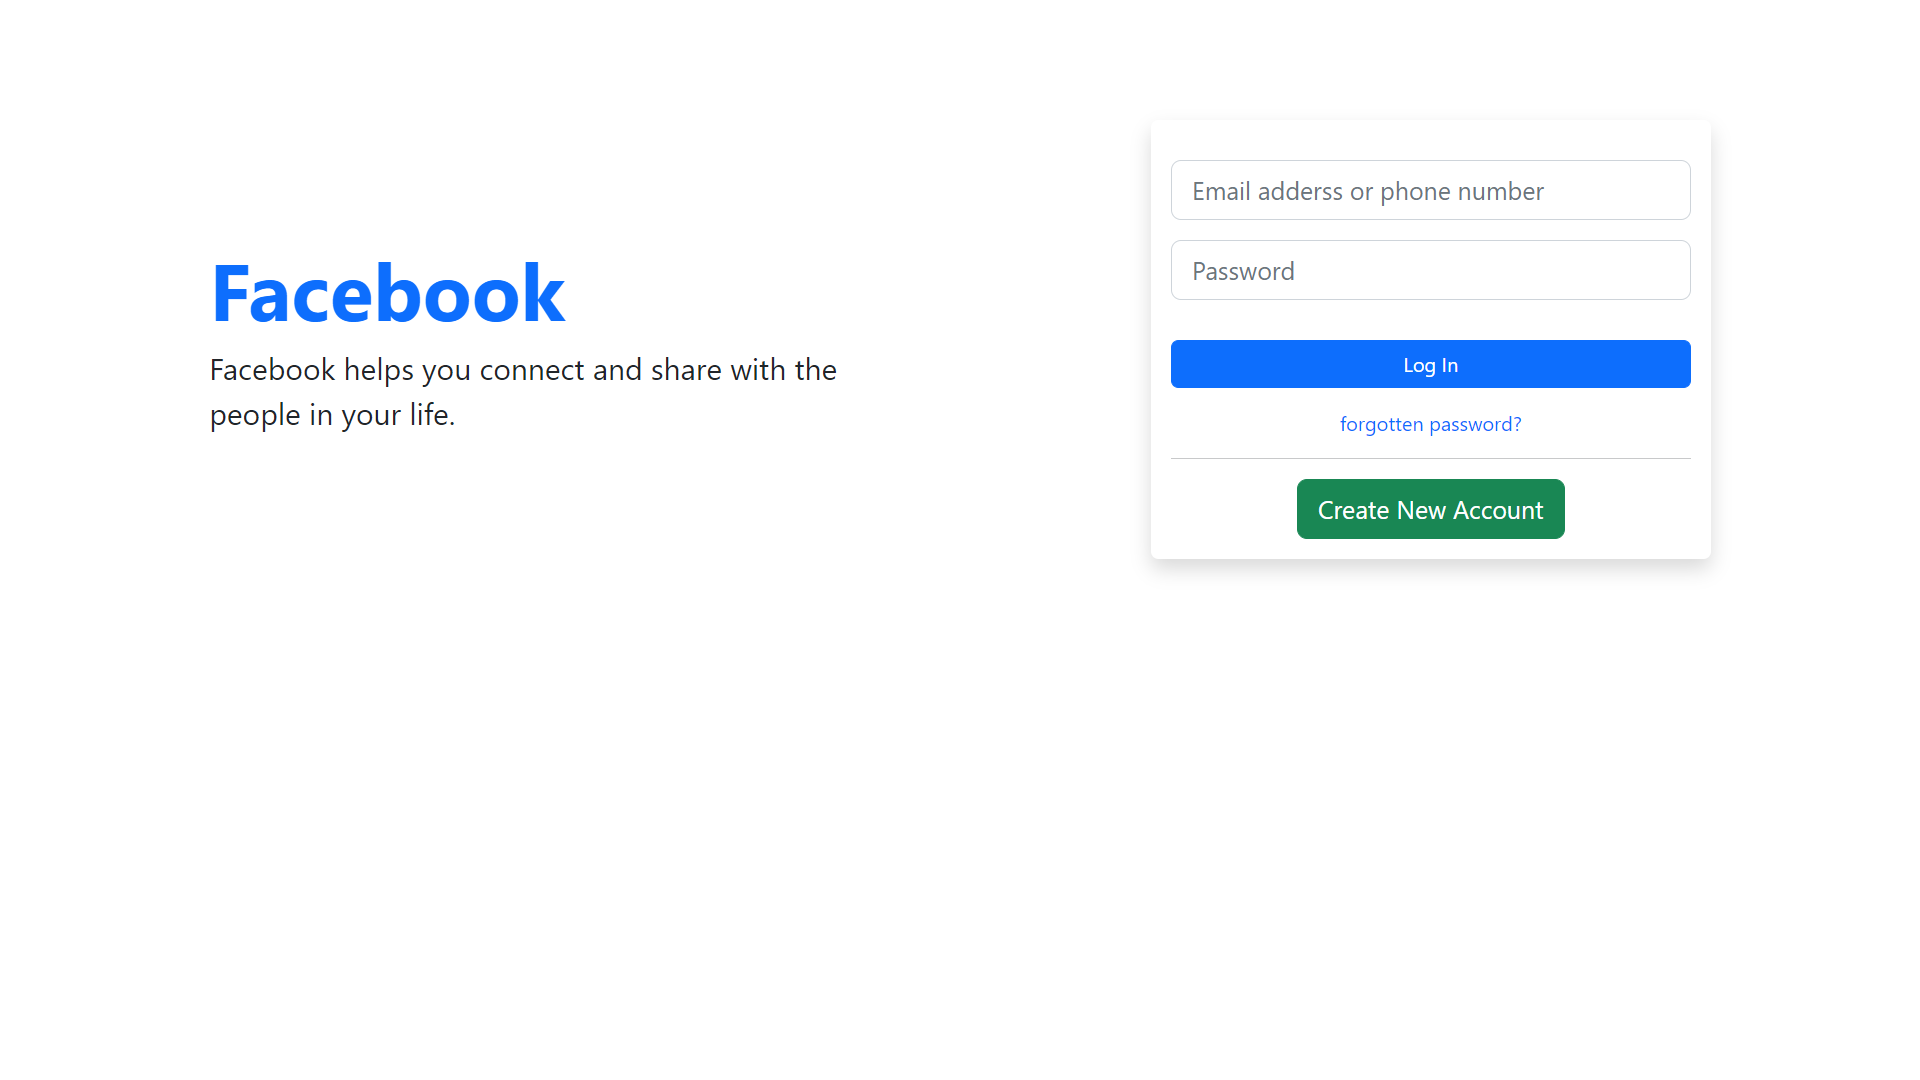 Facebook
Facebook helps you connect and share with the
people in your life.
Email adderss or phone number
Password
Log In
forgotten password?
Create New Account